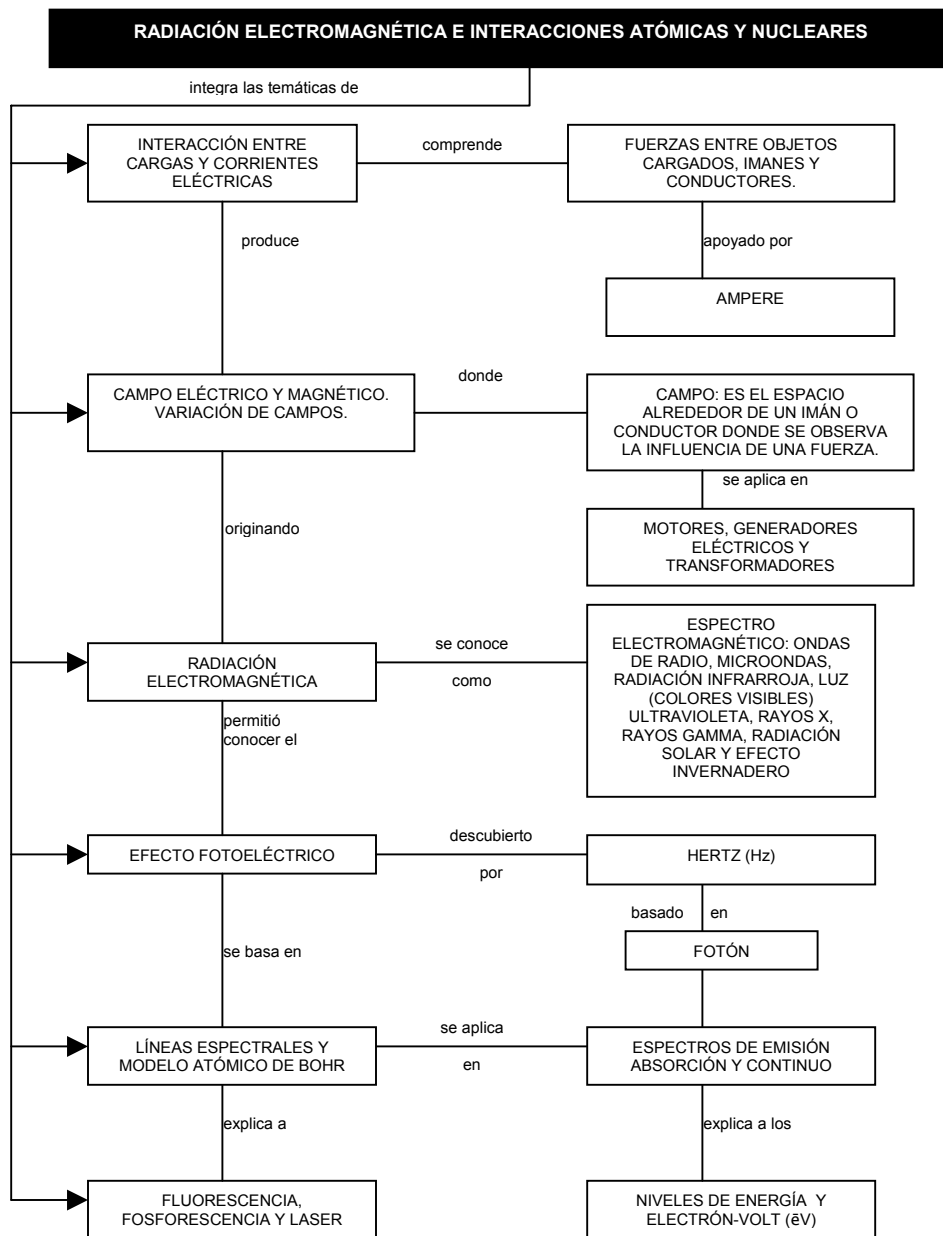 RADIACIÓN ELECTROMAGNÉTICA E INTERACCIONES ATÓMICAS Y NUCLEARES
integra las temáticas de
INTERACCIÓN ENTRE
CARGAS Y CORRIENTES
ELÉCTRICAS
comprende
FUERZAS ENTRE OBJETOS
CARGADOS, IMANES Y
CONDUCTORES.
produce
apoyado por
AMPERE
CAMPO ELÉCTRICO Y MAGNÉTICO.
VARIACIÓN DE CAMPOS.
donde
CAMPO: ES EL ESPACIO
ALREDEDOR DE UN IMÁN O
CONDUCTOR DONDE SE OBSERVA
LA INFLUENCIA DE UNA FUERZA.
se aplica en
originando
MOTORES, GENERADORES
ELÉCTRICOS Y
TRANSFORMADORES
RADIACIÓN
ELECTROMAGNÉTICA
se conoce
como
ESPECTRO
ELECTROMAGNÉTICO: ONDAS
DE RADIO, MICROONDAS,
RADIACIÓN INFRARROJA, LUZ
(COLORES VISIBLES)
ULTRAVIOLETA, RAYOS X,
RAYOS GAMMA, RADIACIÓN
SOLAR Y EFECTO
INVERNADERO
permitió
conocer el
EFECTO FOTOELÉCTRICO
descubierto
por
HERTZ (Hz)
basado en
se basa en
FOTÓN
LÍNEAS ESPECTRALES Y
MODELO ATÓMICO DE BOHR
se aplica
en
ESPECTROS DE EMISIÓN
ABSORCIÓN Y CONTINUO
explica a
explica a los
FLUORESCENCIA,
FOSFORESCENCIA Y LASER
NIVELES DE ENERGÍA Y
ELECTRÓN-VOLT (ēV)